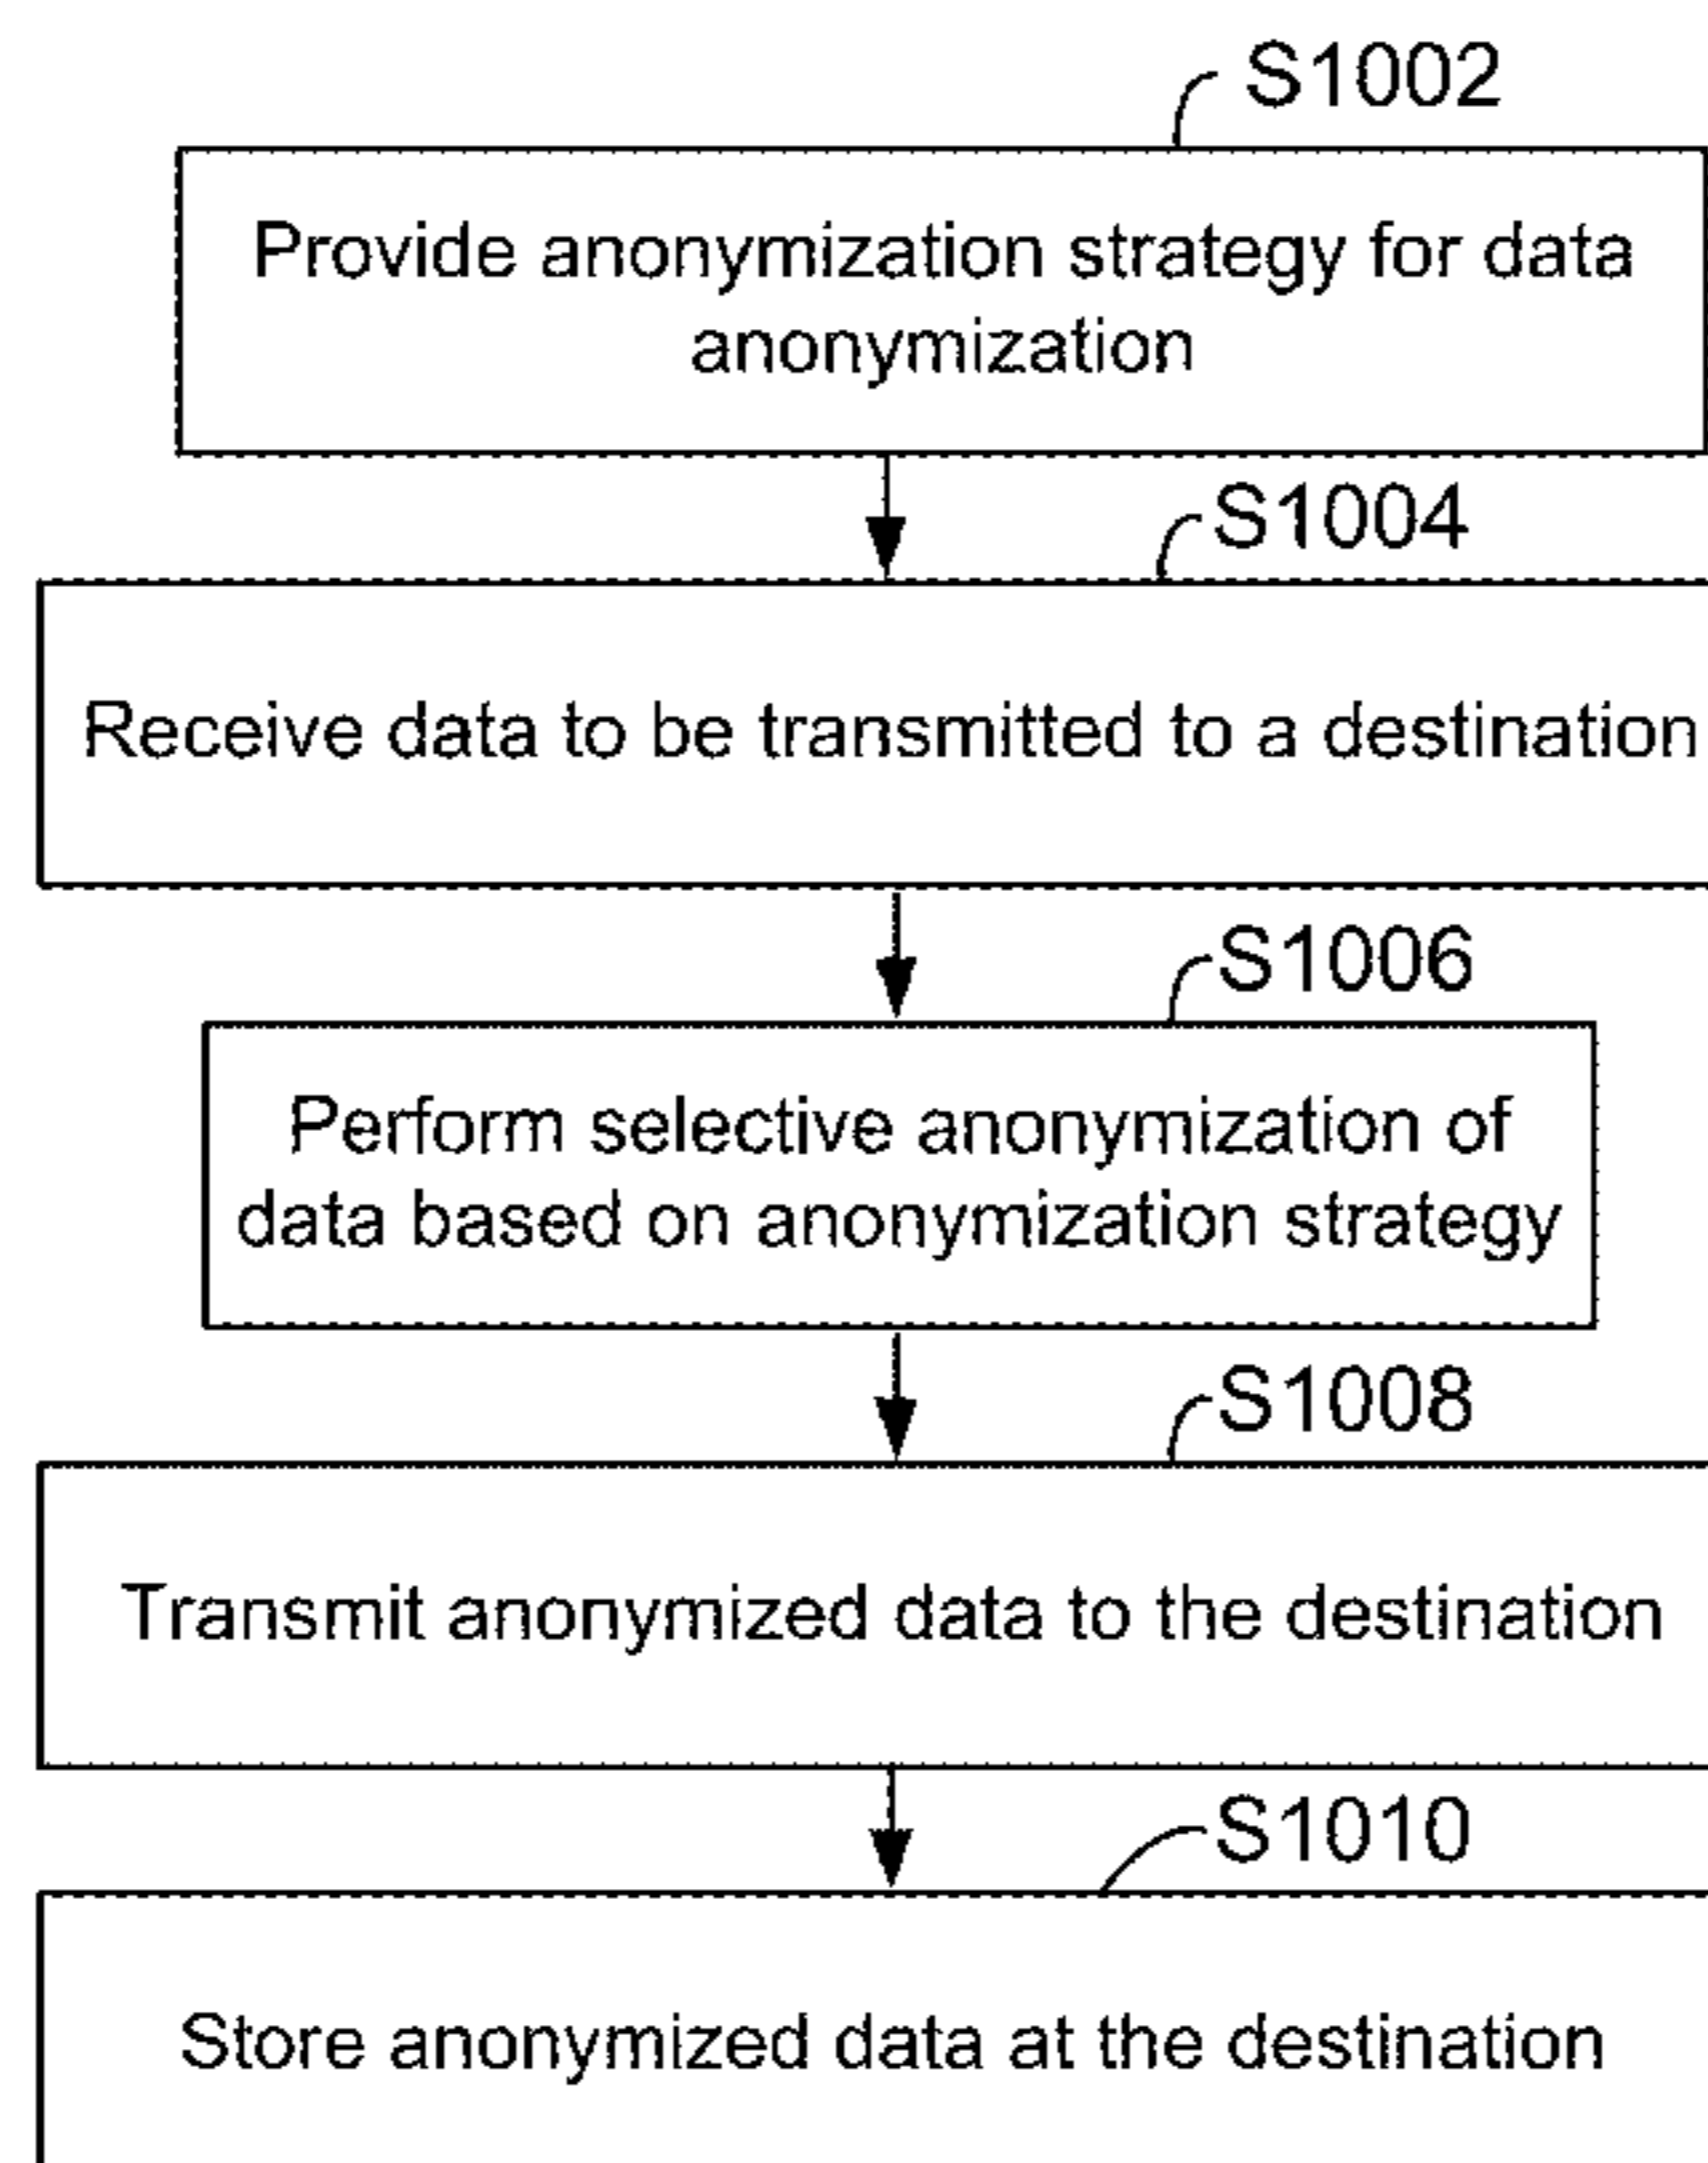 S1002
Provide anonymization strategy for data
anonymization
S1004
Receive data to be transmitted to a destination
S1006
Perform selective anonymization of
data based on anonymization strategy
S1008
Transmit anonymized data to the destination
S1010
Store anonymized data at the destination